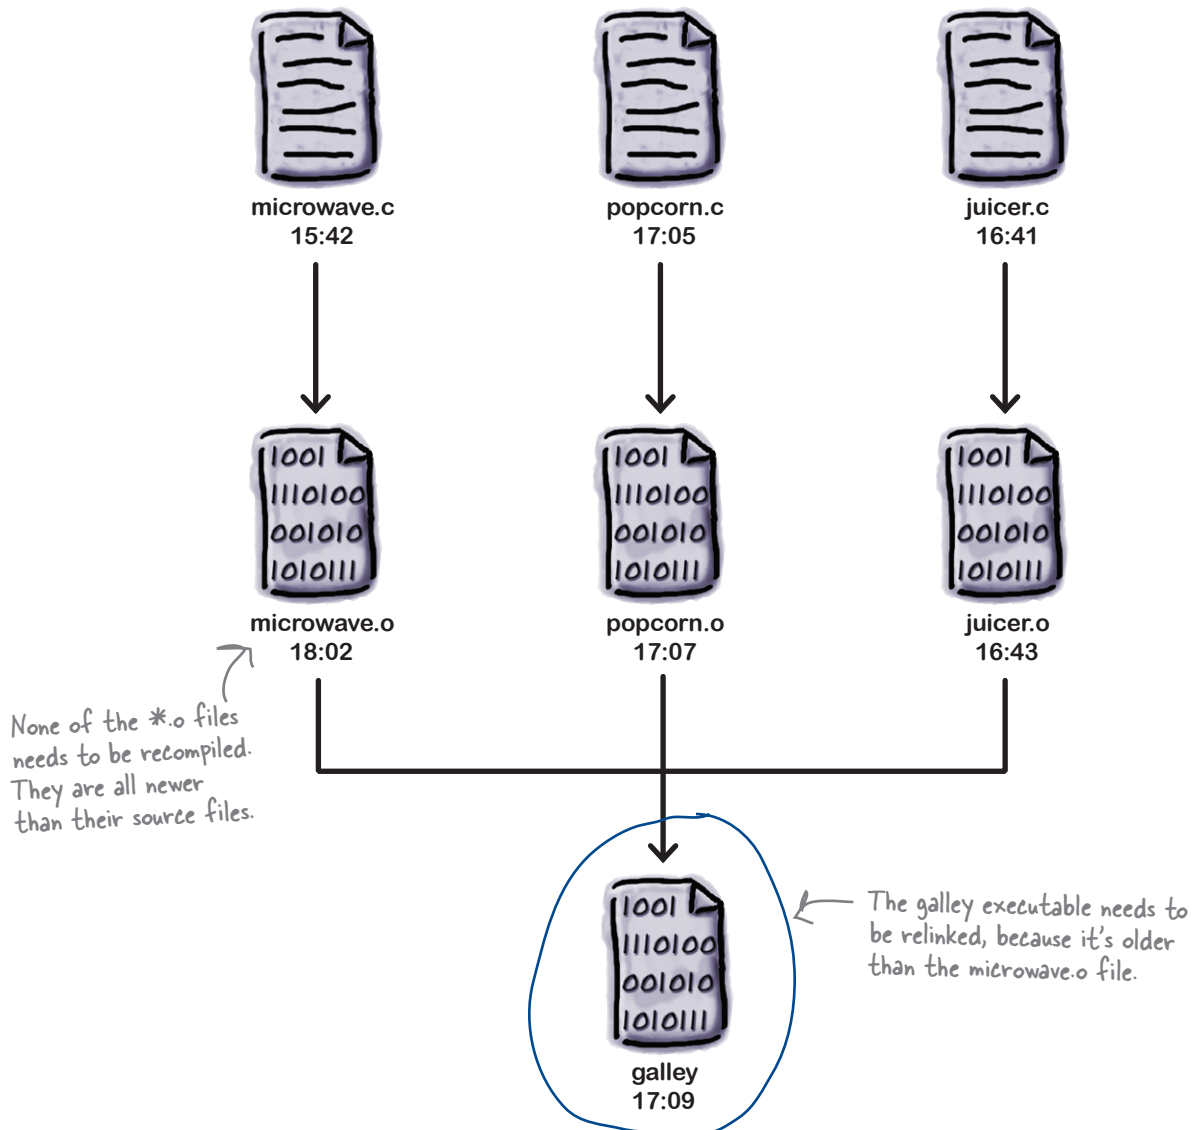 microwave.c
15:42
popcorn.c
17:05
juicer.c
16:41
1001
1110100
001010
1010111
microwave.o
18:02
1001
1110100
001010
1010111
popcorn.o
17:07
1001
1110100
001010
1010111
juicer.o
16:43
None of the *.o files
needs to be recompiled.
They are all newer
than their source files.
1001
1110100
001010
1010111
galley
17:09
The galley executable needs to
be relinked, because it's older
than the microwave.o file.